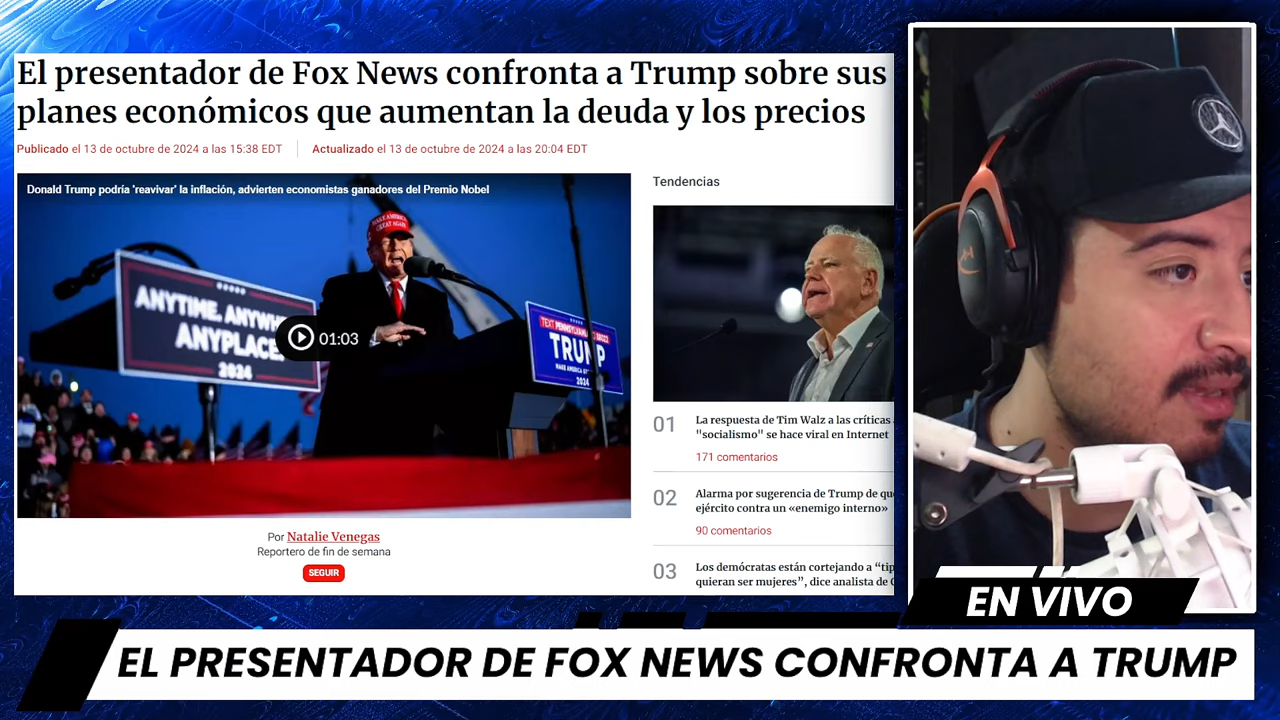 El presentador de Fox News confronta a Trump sobre sus
planes económicos que aumentan la deuda y los precios
Publicado el 13 de octubre de 2024 a las 15:38 EDT
Actualizado el 13 de octubre de 2024 a las 20:04 EDT
Donald Trump podría 'reavivar' la inflación, advierten economistas ganadores del Premio Nobel
MAKE AMERICA
GREAT AGAIN
ANYTIME. ANYWH
ANYPLACE
2024
01:03
TRUMP
2024
Por Natalie Venegas
Reportero de fin de semana
SEGUIR
Tendencias
01
La respuesta de Tim Walz a las críticas
"socialismo" se hace viral en Internet
171 comentarios
02
Alarma por sugerencia de Trump de qu
ejército contra un «enemigo interno»
90 comentarios
03
Los demócratas están cortejando a “tip
quieran ser mujeres”, dice analista de
EN VIVO
EL PRESENTADOR DE FOX NEWS CONFRONTA A TRUMP